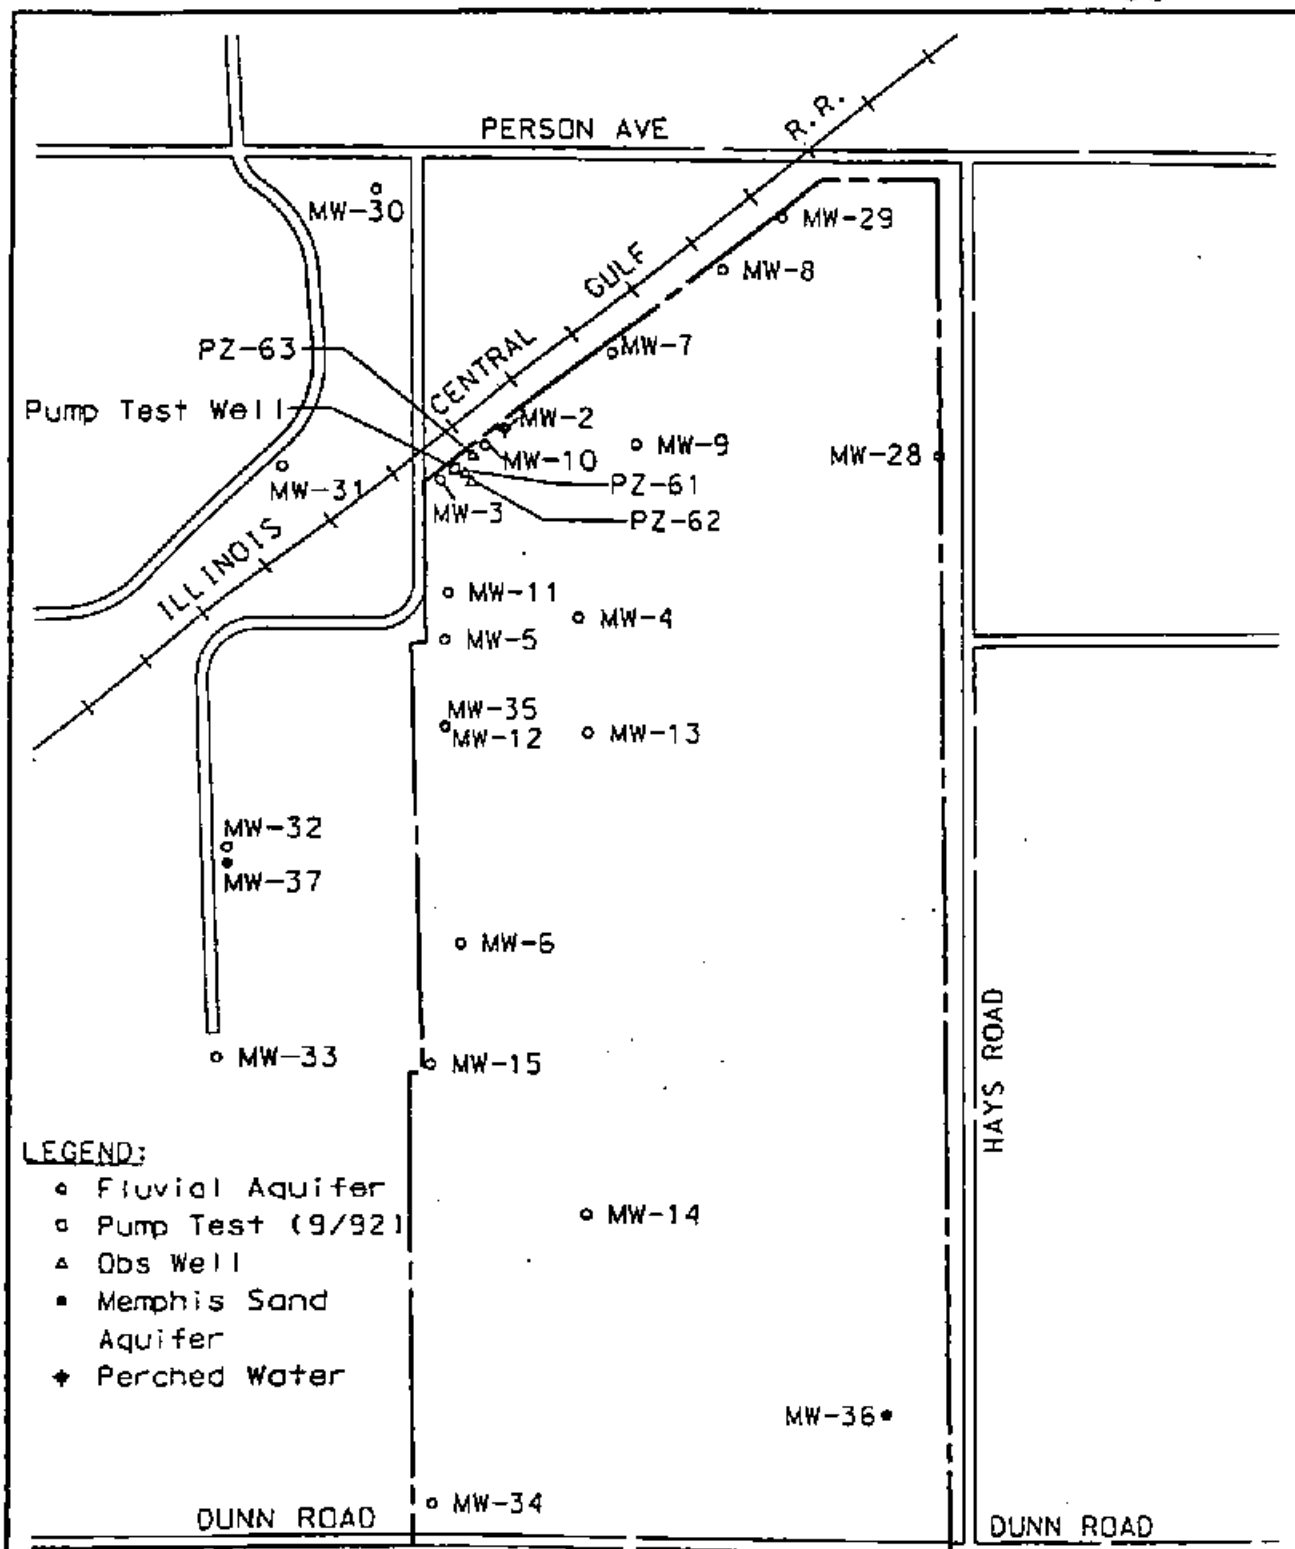 PERSON AVE
R.R.
MW-30
MW-29
GULF
MW-8
PZ-63
MW-7
CENTRAL
Pump Test Well
MW-2
MW-9
MW-28
MW-10
MW-31
PZ-61
MW-3
PZ-62
ILLINOIS
MW-11
MW-4
MW-5
MW-35
MW-12
MW-13
MW-32
MW-37
MW-6
HAYS ROAD
MW-33
MW-15
LEGEND:
Fluvial Aquifer
Pump Test (9/92)
MW-14
Obs Well
Memphis Sand
Aquifer
Perched Water
MW-36
MW-34
DUNN ROAD
DUNN ROAD